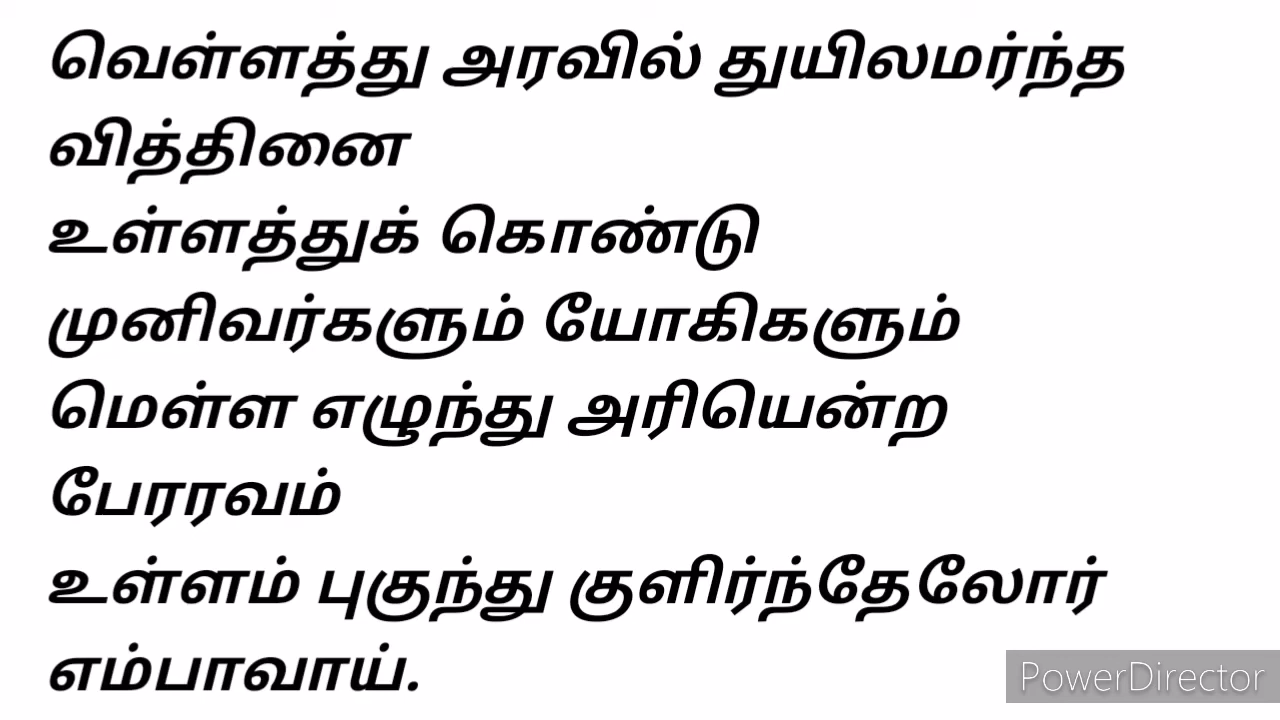 வெள்ளத்து அரவில் துயிலமர்ந்த
வித்தினை
உள்ளத்துக் கொண்டு
முனிவர்களும் யோகிகளும்
மெள்ள எழுந்து அரியென்ற
பேரரவம்
உள்ளம் புகுந்து குளிர்ந்தேலோர்
எம்பாவாய்.
PowerDirector